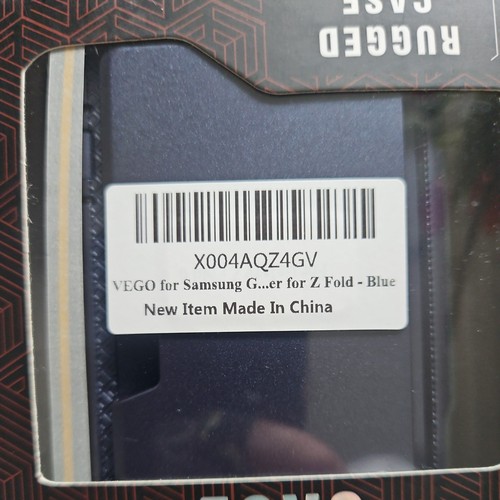 RUGGED
CASE
X004AQZ4GV
VEGO for Samsung G...er for Z Fold - Blue
New Item Made In China